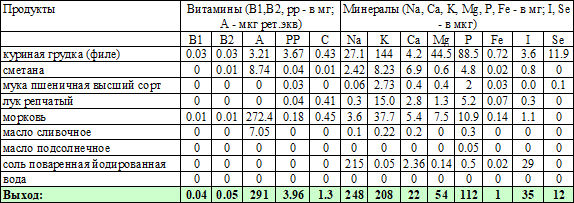 Продукты Витамины (В1,В2, рр - в мг; А - мкг рет.экв) Минералы (Na, Ca, K, Mg, P, Fe - в мг; I, Se - в мкг)
В1 В2 А РР С Na K Ca Mg P Fe I Se
куриная грудка (филе) 0.03 0.03 3.21 3.67 0.43 27.1 144 4.2 44.5 88.5 0.72 3.6 11.9
сметана 0 0.01 8.74 0.04 0.01 2.42 8.23 6.9 0.6 4.8 0.02 0.8 0
мука пшеничная высший сорт 0 0 0 0.03 0 0.06 2.73 0.4 0.4 2 0.03 0.0 0.1
лук репчатый 0 0 0 0.04 0.41 0.3 15.0 2.8 1.3 5.2 0.07 0.3 0
морковь 0.01 0.01 272.4 0.18 0.45 3.6 37.7 5.4 7.5 10.9 0.14 1.1 0
масло сливочное 0 0 7.05 0 0 0.1 0.22 0.2 0 0.3 0 0 0
масло подсолнечное 0 0 0 0 0 0 0 0 0 0.05 0 0 0
соль поваренная йодированная 0 0 0 0 0 215 0.05 2.36 0.14 0.5 0.02 29 0
вода 0 0 0 0 0 0 0 0 0 0 0 0 0
Выход: 0.04 0.05 291 3.96 1.3 248 208 22 54 112 1 35 12